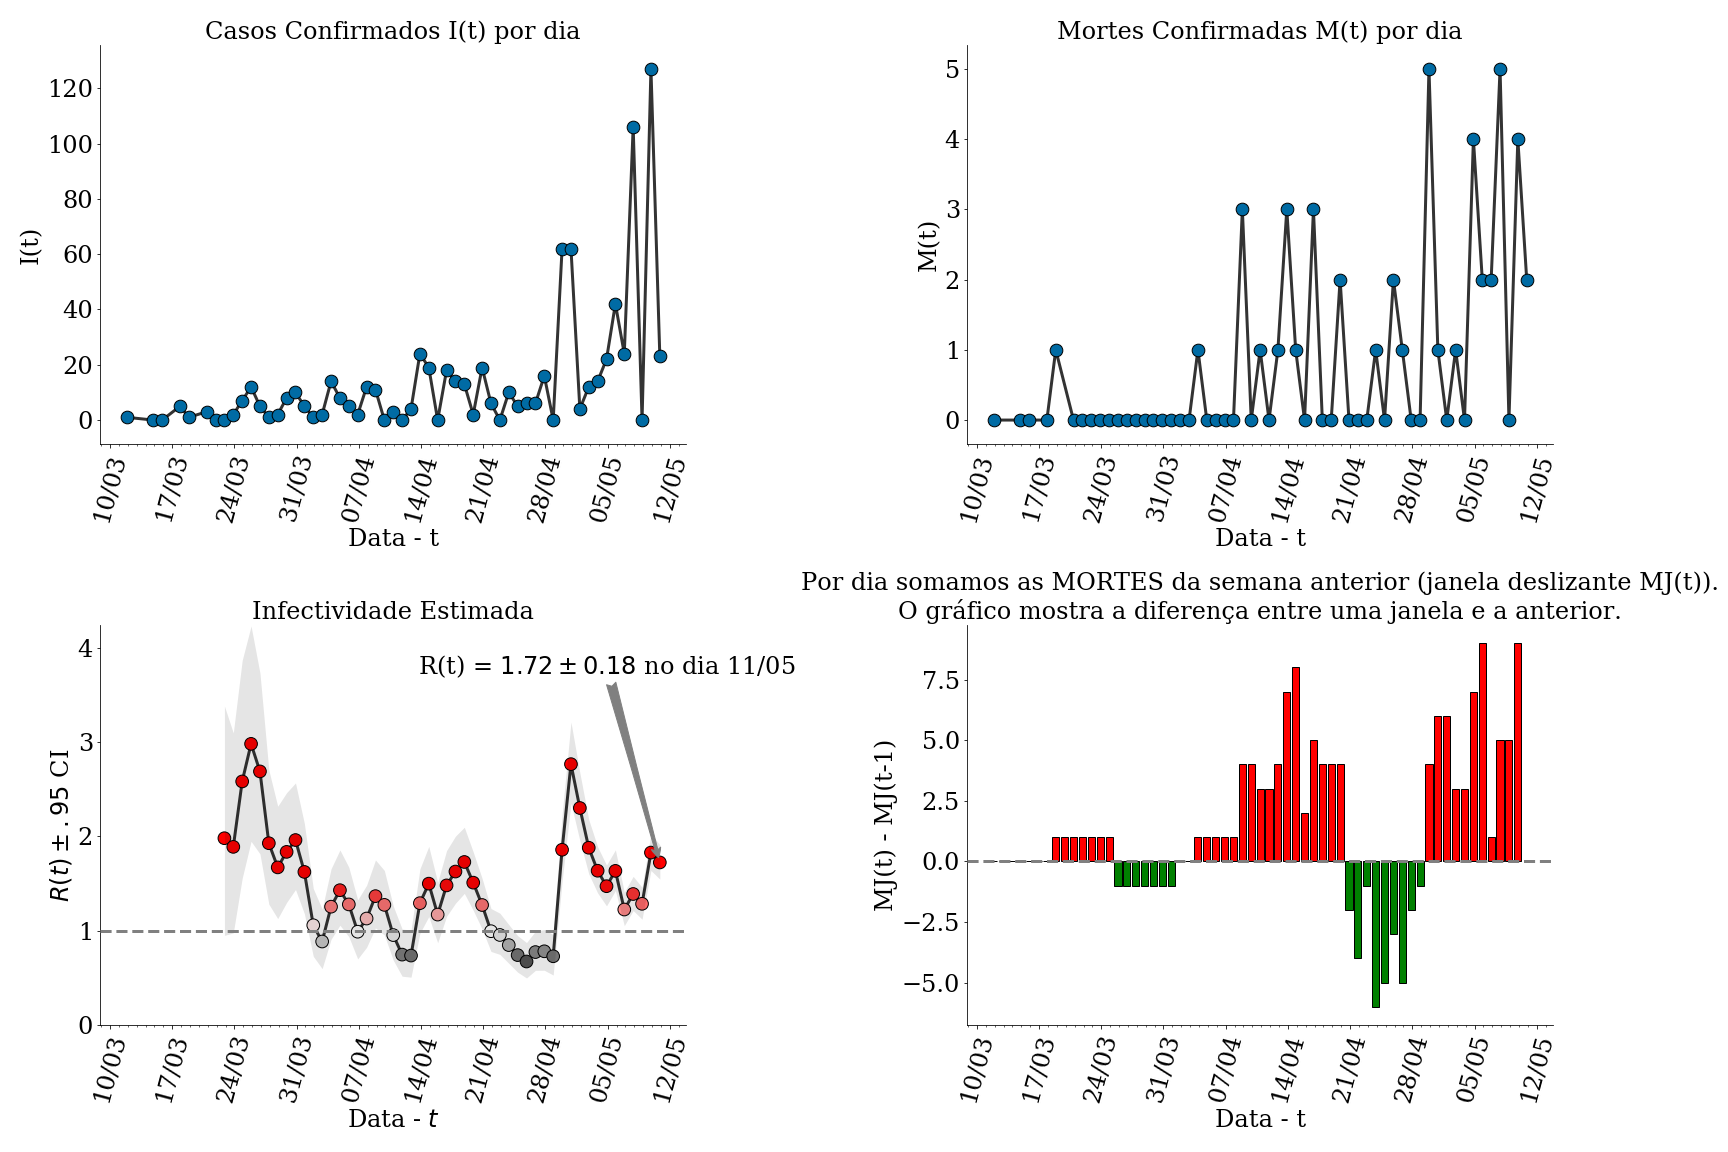 Casos Confirmados I(t) por dia
I(t)
120
100
80
60
40
20
0
10/03 17/03 24/03 31/03 07/04 14/04 21/04 28/04 05/05 12/05
Data - t
Mortes Confirmadas M(t) por dia
M(t)
5
4
3
2
1
0
10/03 17/03 24/03 31/03 07/04 14/04 21/04 28/04 05/05 12/05
Data - t
Infectividade Estimada
R(t) = 1.72 ± 0.18 no dia 11/05
R(t) ± .95 CI
4
3
2
1
0
10/03 17/03 24/03 31/03 07/04 14/04 21/04 28/04 05/05 12/05
Data - t
Por dia somamos as MORTES da semana anterior (janela deslizante MJ(t)).
O gráfico mostra a diferença entre uma janela e a anterior.
MJ(t) - MJ(t-1)
7.5
5.0
2.5
0.0
−2.5
−5.0
10/03 17/03 24/03 31/03 07/04 14/04 21/04 28/04 05/05 12/05
Data - t